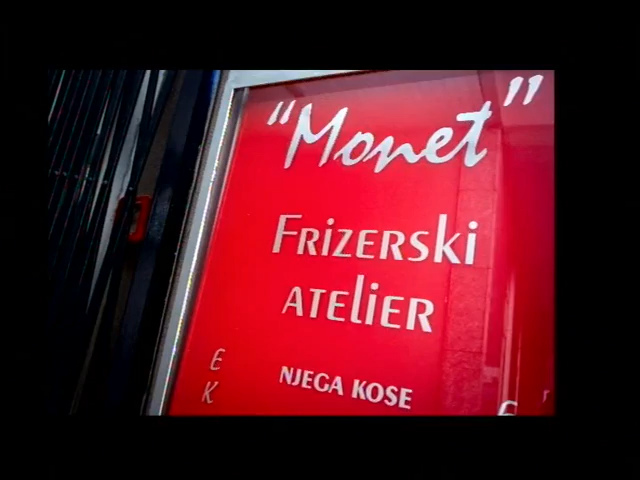 "Monet"
FRIZERSKI
ATELIER
NJEGA KOSE
E
K